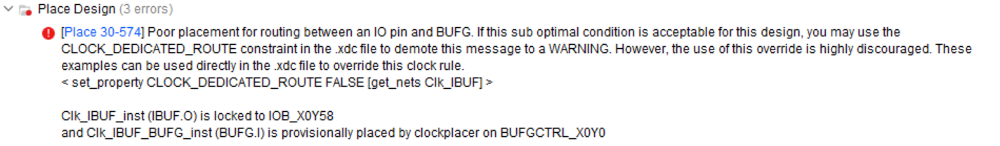 Place Design (3 errors)
[Place 30-574] Poor placement for routing between an IO pin and BUFG. If this sub optimal condition is acceptable for this design, you may use the
CLOCK_DEDICATED_ROUTE constraint in the .xdc file to demote this message to a WARNING. However, the use of this override is highly discouraged. These
examples can be used directly in the .xdc file to override this clock rule.
< set_property CLOCK_DEDICATED_ROUTE FALSE [get_nets Clk_IBUF] >
Clk_IBUF_inst (IBUF.O) is locked to IOB_X0Y58
and Clk_IBUF_BUFG_inst (BUFG.I) is provisionally placed by clockplacer on BUFGCTRL_X0Y0